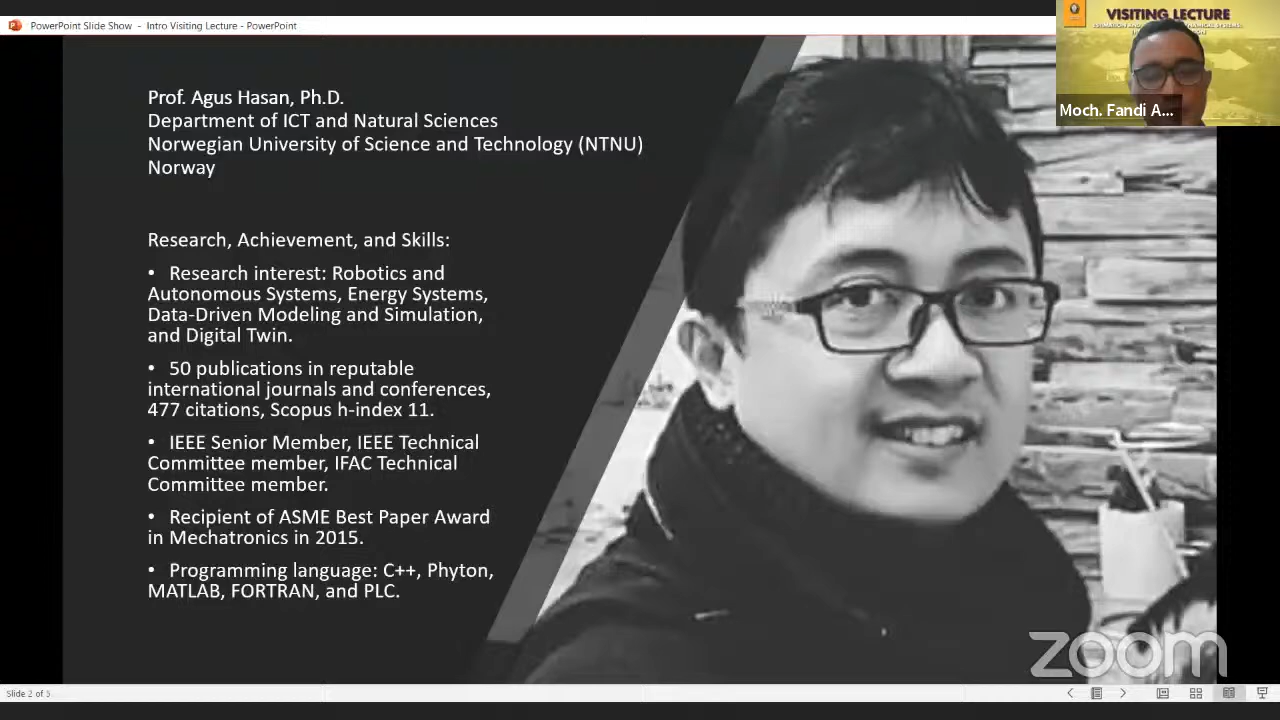 PowerPoint Slide Show - Intro Visiting Lecture - PowerPoint
VISITING LECTURE
Moch. Fandi A...
Prof. Agus Hasan, Ph.D.
Department of ICT and Natural Sciences
Norwegian University of Science and Technology (NTNU)
Norway
Research, Achievement, and Skills:
• Research interest: Robotics and
Autonomous Systems, Energy Systems,
Data-Driven Modeling and Simulation,
and Digital Twin.
• 50 publications in reputable
international journals and conferences,
477 citations, Scopus h-index 11.
• IEEE Senior Member, IEEE Technical
Committee member, IFAC Technical
Committee member.
• Recipient of ASME Best Paper Award
in Mechatronics in 2015.
• Programming language: C++, Phyton,
MATLAB, FORTRAN, and PLC.
zoom
Slide 2 of 3